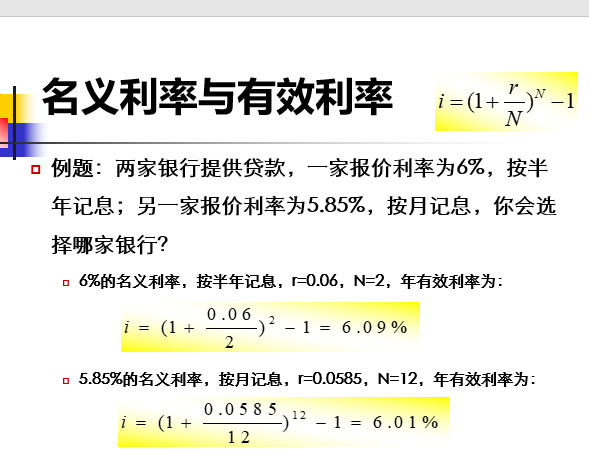 名义利率与有效利率
i = (1 + r/N)^N − 1
例题：两家银行提供贷款，一家报价利率为6%，按半
年记息；另一家报价利率为5.85%，按月记息，你会选
择哪家银行？
6%的名义利率，按半年记息，r=0.06，N=2，年有效利率为：
i = (1 + 0.06/2)^2 − 1 = 6.09%
5.85%的名义利率，按月记息，r=0.0585，N=12，年有效利率为：
i = (1 + 0.0585/12)^12 − 1 = 6.01%